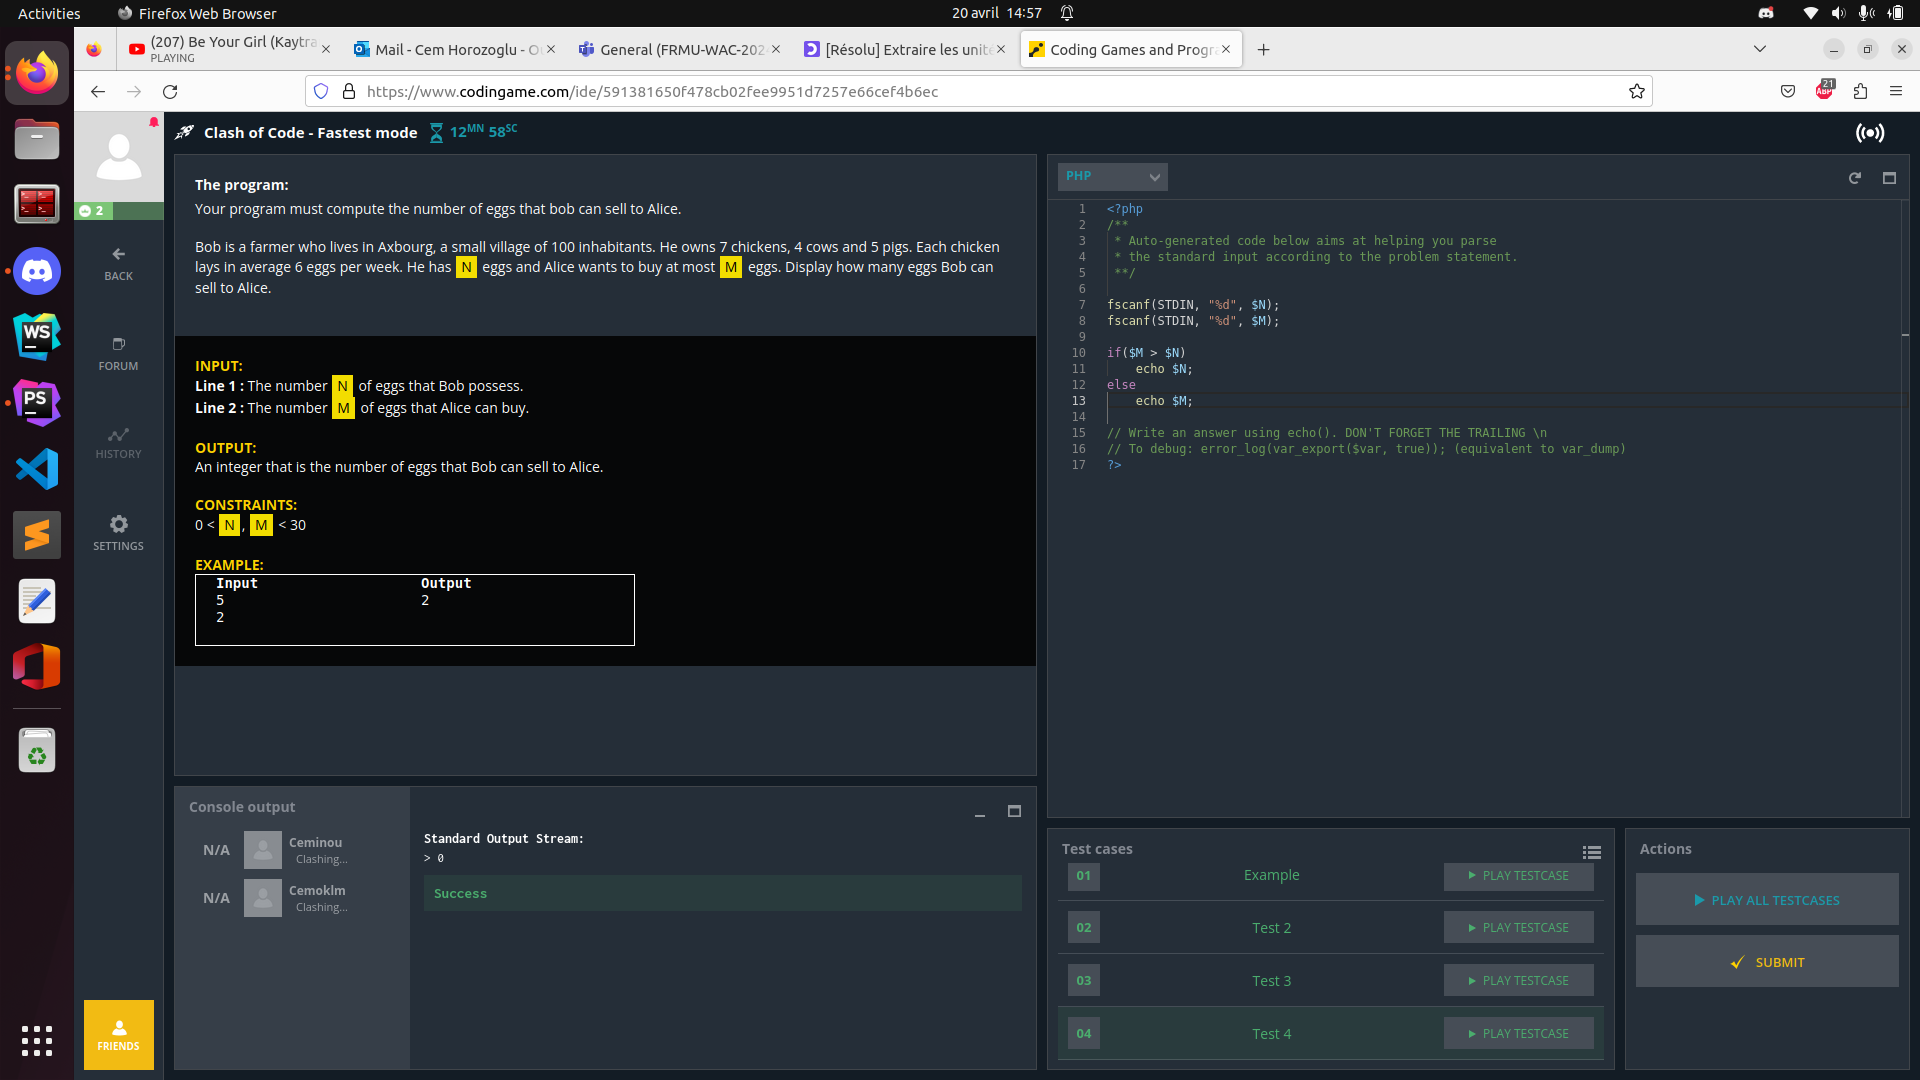 Activities
Firefox Web Browser
20 avril 14:57
(207) Be Your Girl (Kaytra
PLAYING
Mail - Cem Horozoglu - O
General (FRMU-WAC-202
[Résolu] Extraire les unit
Coding Games and Progr
https://www.codingame.com/ide/591381650f478cb02fee9951d7257e66cef4b6ec
21
ABP
Clash of Code - Fastest mode
12MN 58SC
2
BACK
FORUM
HISTORY
SETTINGS
FRIENDS
WS
PS
The program:
Your program must compute the number of eggs that bob can sell to Alice.
Bob is a farmer who lives in Axbourg, a small village of 100 inhabitants. He owns 7 chickens, 4 cows and 5 pigs. Each chicken
lays in average 6 eggs per week. He has N eggs and Alice wants to buy at most M eggs. Display how many eggs Bob can
sell to Alice.
INPUT:
Line 1 : The number N of eggs that Bob possess.
Line 2 : The number M of eggs that Alice can buy.
OUTPUT:
An integer that is the number of eggs that Bob can sell to Alice.
CONSTRAINTS:
0 < N, M < 30
EXAMPLE:
Input Output
5 2
2
Console output
N/A Ceminou
Clashing...
N/A Cemoklm
Clashing...
Standard Output Stream:
> 0
Success
PHP
1 <?php
2 /**
3 * Auto-generated code below aims at helping you parse
4 * the standard input according to the problem statement.
5 **/
6
7 fscanf(STDIN, "%d", $N);
8 fscanf(STDIN, "%d", $M);
9
10 if($M > $N)
11 echo $N;
12 else
13 echo $M;
14
15 // Write an answer using echo(). DON'T FORGET THE TRAILING \n
16 // To debug: error_log(var_export($var, true)); (equivalent to var_dump)
17 ?>
Test cases
01 Example PLAY TESTCASE
02 Test 2 PLAY TESTCASE
03 Test 3 PLAY TESTCASE
04 Test 4 PLAY TESTCASE
Actions
PLAY ALL TESTCASES
SUBMIT